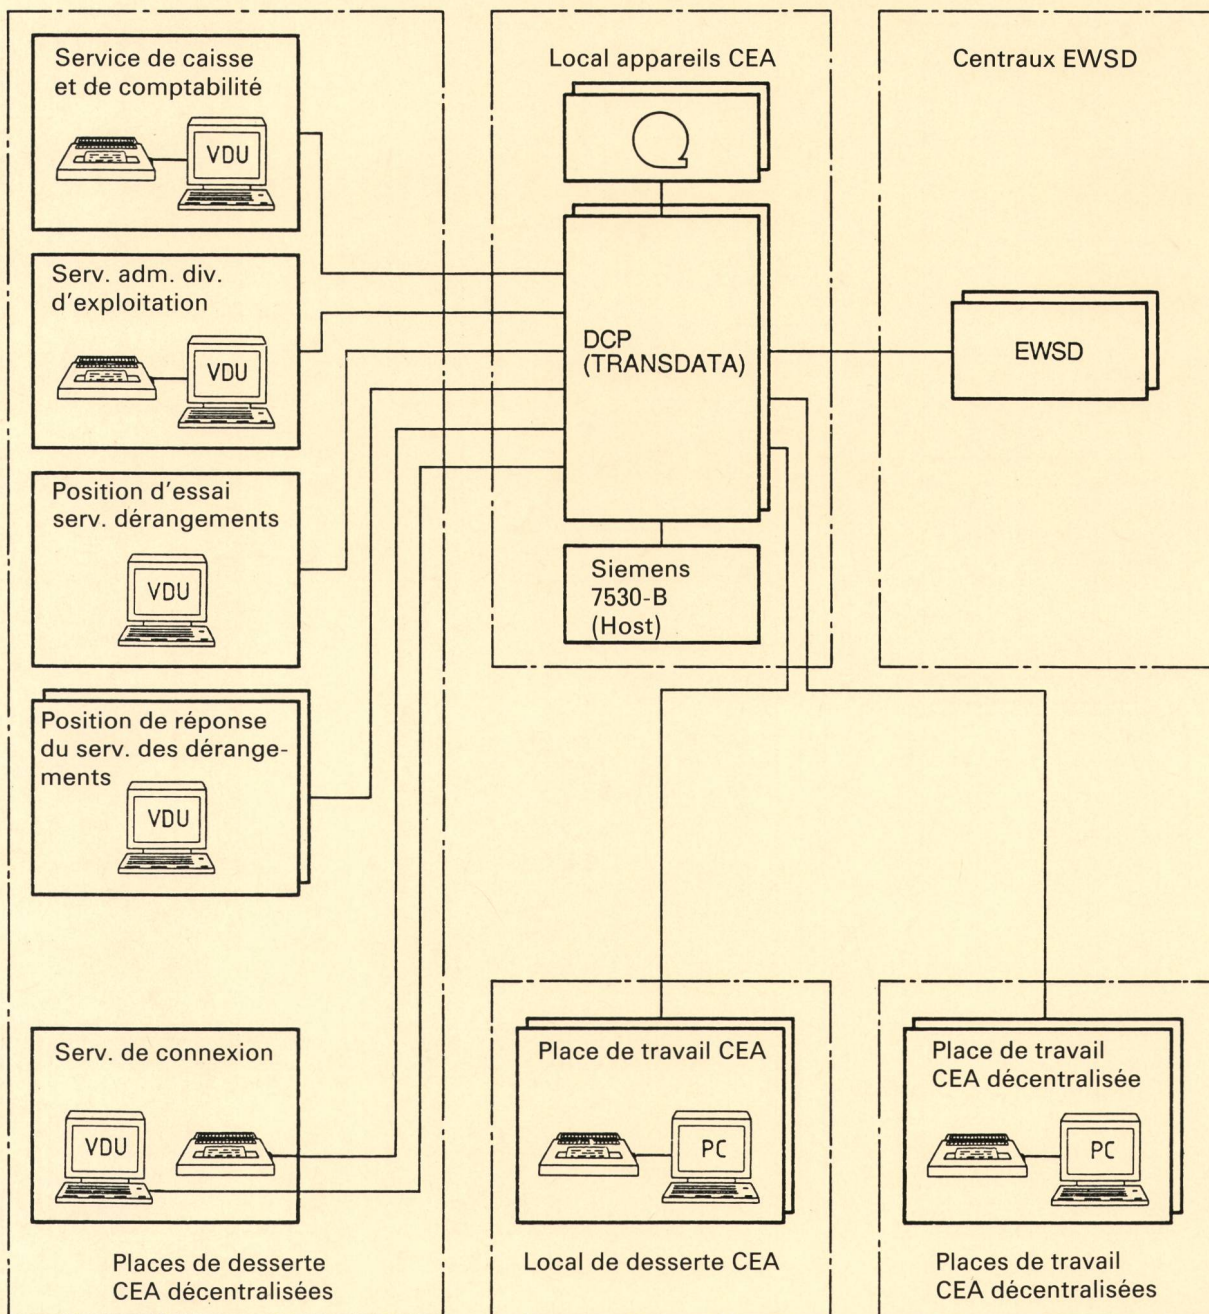 Service de caisse
et de comptabilité
VDU
Serv. adm. div.
d'exploitation
VDU
Position d'essai
serv. dérangements
VDU
Position de réponse
du serv. des dérange-
ments
VDU
Serv. de connexion
VDU
Places de desserte
CEA décentralisées
Local appareils CEA
DCP
(TRANSDATA)
Siemens
7530-B
(Host)
Centraux EWSD
EWSD
Place de travail CEA
PC
Local de desserte CEA
Place de travail
CEA décentralisée
PC
Places de travail
CEA décentralisées